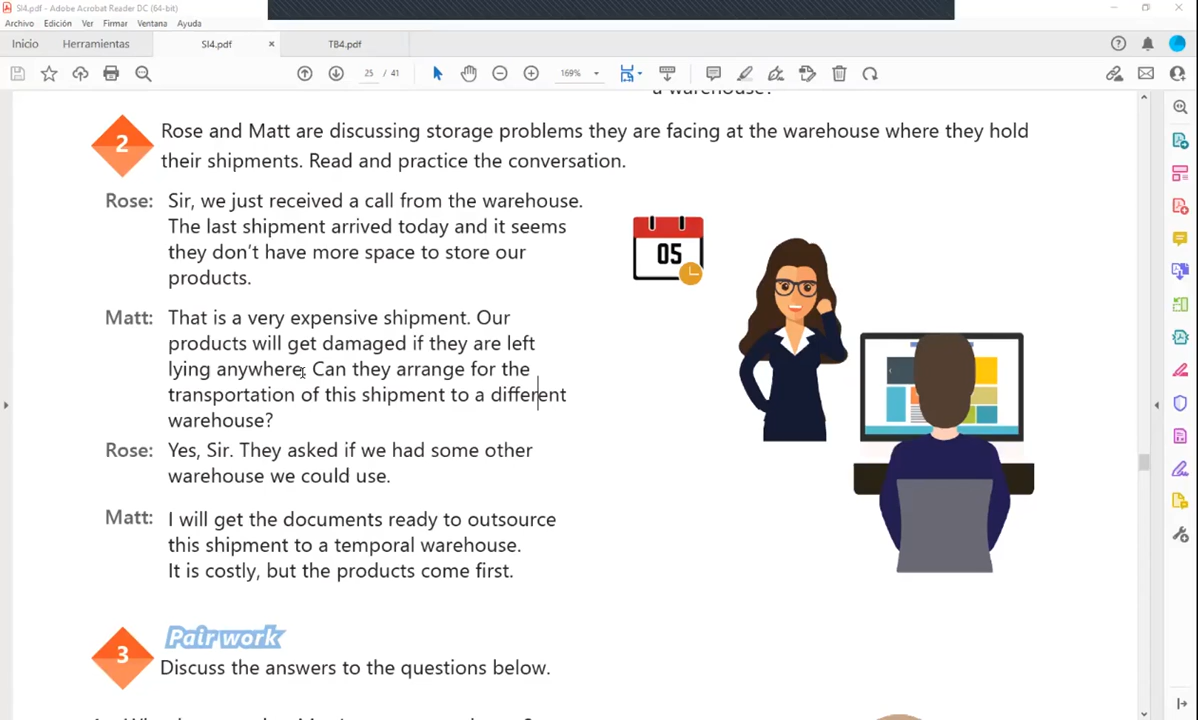 SI4.pdf - Adobe Acrobat Reader DC (64-bit)
Archivo Edición Ver Firmar Ventana Ayuda
Inicio Herramientas SI4.pdf × TB4.pdf
25 / 41 169%
a warehouse?
2 Rose and Matt are discussing storage problems they are facing at the warehouse where they hold
their shipments. Read and practice the conversation.
Rose: Sir, we just received a call from the warehouse.
The last shipment arrived today and it seems
they don't have more space to store our
products.
05
Matt: That is a very expensive shipment. Our
products will get damaged if they are left
lying anywhere. Can they arrange for the
transportation of this shipment to a different
warehouse?
Rose: Yes, Sir. They asked if we had some other
warehouse we could use.
Matt: I will get the documents ready to outsource
this shipment to a temporal warehouse.
It is costly, but the products come first.
Pair work
3 Discuss the answers to the questions below.